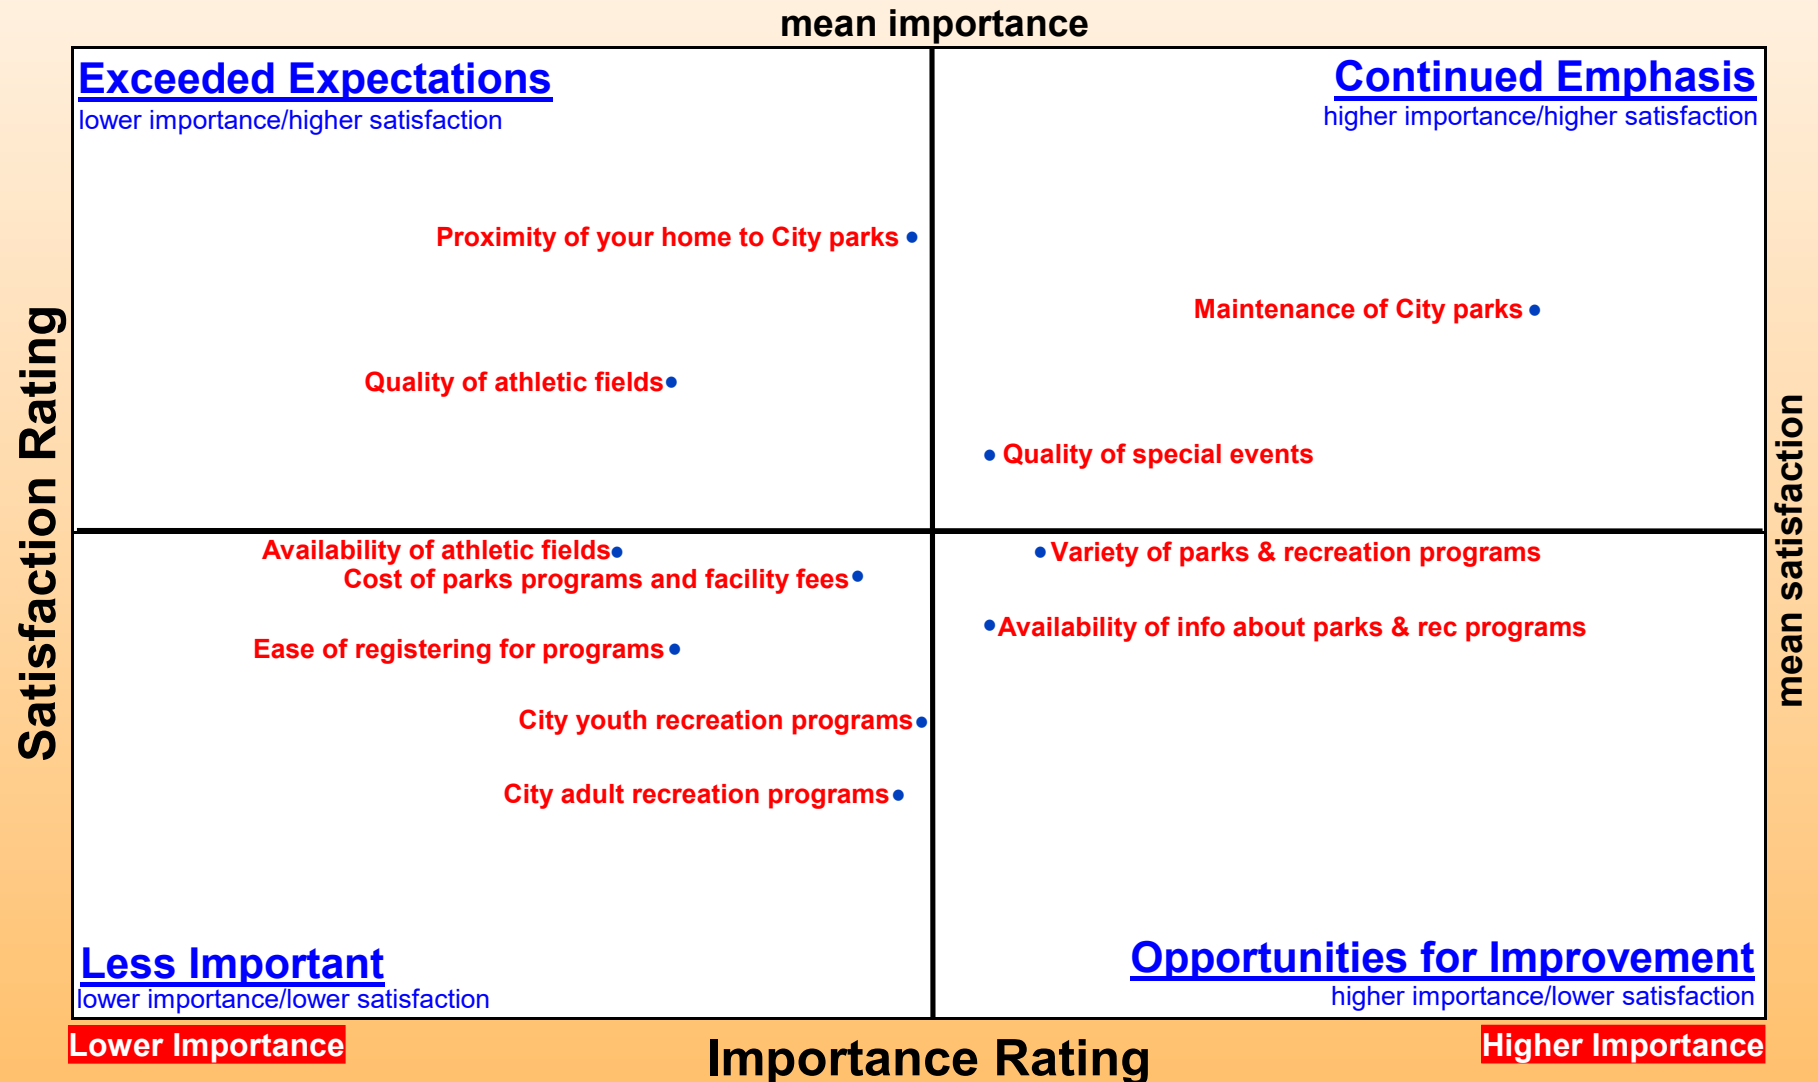 mean importance
Exceeded Expectations
lower importance/higher satisfaction
Continued Emphasis
higher importance/higher satisfaction
Proximity of your home to City parks
Maintenance of City parks
Quality of athletic fields
Quality of special events
Satisfaction Rating
mean satisfaction
Availability of athletic fields
Variety of parks & recreation programs
Cost of parks programs and facility fees
Availability of info about parks & rec programs
Ease of registering for programs
City youth recreation programs
City adult recreation programs
Less Important
lower importance/lower satisfaction
Opportunities for Improvement
higher importance/lower satisfaction
Lower Importance
Importance Rating
Higher Importance